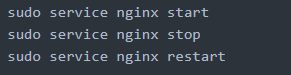 sudo service nginx start
sudo service nginx stop
sudo service nginx restart